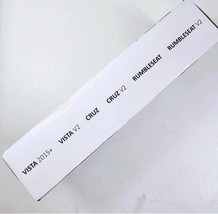 VISTA 2015+
VISTA V2
CRUZ
CRUZ V2
RUMBLESEAT
RUMBLESEAT V2